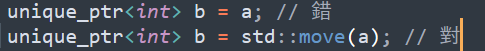 unique_ptr<int> b = a; // 錯
unique_ptr<int> b = std::move(a); // 對